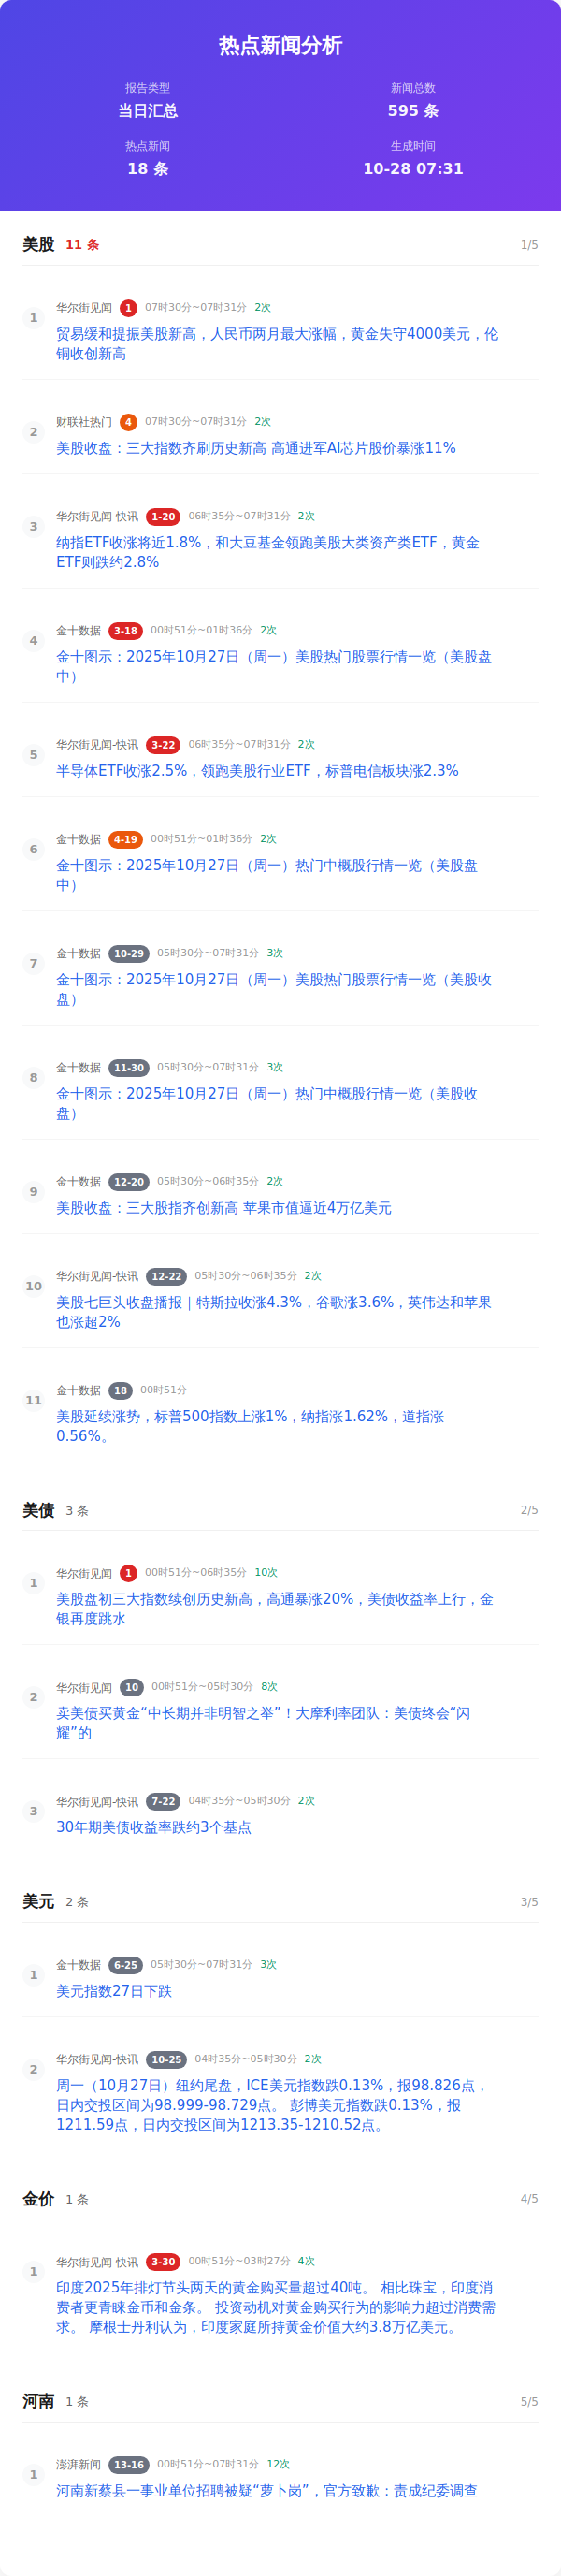 热点新闻分析
报告类型
当日汇总
新闻总数
595 条
热点新闻
18 条
生成时间
10-28 07:31
美股 11 条 1/5
1
华尔街见闻 1 07时30分~07时31分 2次
贸易缓和提振美股新高，人民币两月最大涨幅，黄金失守4000美元，伦
铜收创新高
2
财联社热门 4 07时30分~07时31分 2次
美股收盘：三大指数齐刷历史新高 高通进军AI芯片股价暴涨11%
3
华尔街见闻-快讯 1-20 06时35分~07时31分 2次
纳指ETF收涨将近1.8%，和大豆基金领跑美股大类资产类ETF，黄金
ETF则跌约2.8%
4
金十数据 3-18 00时51分~01时36分 2次
金十图示：2025年10月27日（周一）美股热门股票行情一览（美股盘
中）
5
华尔街见闻-快讯 3-22 06时35分~07时31分 2次
半导体ETF收涨2.5%，领跑美股行业ETF，标普电信板块涨2.3%
6
金十数据 4-19 00时51分~01时36分 2次
金十图示：2025年10月27日（周一）热门中概股行情一览（美股盘
中）
7
金十数据 10-29 05时30分~07时31分 3次
金十图示：2025年10月27日（周一）美股热门股票行情一览（美股收
盘）
8
金十数据 11-30 05时30分~07时31分 3次
金十图示：2025年10月27日（周一）热门中概股行情一览（美股收
盘）
9
金十数据 12-20 05时30分~06时35分 2次
美股收盘：三大股指齐创新高 苹果市值逼近4万亿美元
10
华尔街见闻-快讯 12-22 05时30分~06时35分 2次
美股七巨头收盘播报｜特斯拉收涨4.3%，谷歌涨3.6%，英伟达和苹果
也涨超2%
11
金十数据 18 00时51分
美股延续涨势，标普500指数上涨1%，纳指涨1.62%，道指涨
0.56%。
美债 3 条 2/5
1
华尔街见闻 1 00时51分~06时35分 10次
美股盘初三大指数续创历史新高，高通暴涨20%，美债收益率上行，金
银再度跳水
2
华尔街见闻 10 00时51分~05时30分 8次
卖美债买黄金“中长期并非明智之举”！大摩利率团队：美债终会“闪
耀”的
3
华尔街见闻-快讯 7-22 04时35分~05时30分 2次
30年期美债收益率跌约3个基点
美元 2 条 3/5
1
金十数据 6-25 05时30分~07时31分 3次
美元指数27日下跌
2
华尔街见闻-快讯 10-25 04时35分~05时30分 2次
周一（10月27日）纽约尾盘，ICE美元指数跌0.13%，报98.826点，
日内交投区间为98.999-98.729点。 彭博美元指数跌0.13%，报
1211.59点，日内交投区间为1213.35-1210.52点。
金价 1 条 4/5
1
华尔街见闻-快讯 3-30 00时51分~03时27分 4次
印度2025年排灯节头两天的黄金购买量超过40吨。 相比珠宝，印度消
费者更青睐金币和金条。 投资动机对黄金购买行为的影响力超过消费需
求。 摩根士丹利认为，印度家庭所持黄金价值大约3.8万亿美元。
河南 1 条 5/5
1
澎湃新闻 13-16 00时51分~07时31分 12次
河南新蔡县一事业单位招聘被疑“萝卜岗”，官方致歉：责成纪委调查